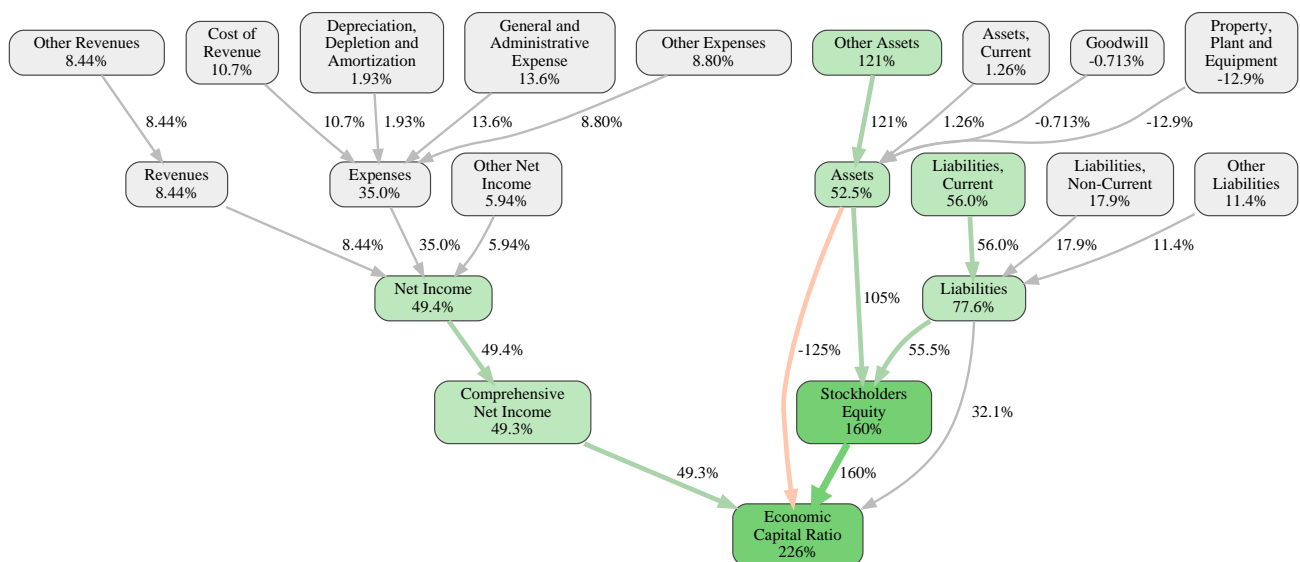 Other Revenues
8.44%
Cost of
Revenue
10.7%
Depreciation,
Depletion and
Amortization
1.93%
General and
Administrative
Expense
13.6%
Other Expenses
8.80%
Other Assets
121%
Assets,
Current
1.26%
Goodwill
-0.713%
Property,
Plant and
Equipment
-12.9%
8.44%
10.7%
1.93%
13.6%
8.80%
121%
1.26%
-0.713%
-12.9%
Revenues
8.44%
Expenses
35.0%
Other Net
Income
5.94%
Assets
52.5%
Liabilities,
Current
56.0%
Liabilities,
Non-Current
17.9%
Other
Liabilities
11.4%
8.44%
35.0%
5.94%
56.0%
17.9%
11.4%
Net Income
49.4%
105%
Liabilities
77.6%
49.4%
-125%
55.5%
Comprehensive
Net Income
49.3%
Stockholders
Equity
160%
32.1%
49.3%
160%
Economic
Capital Ratio
226%